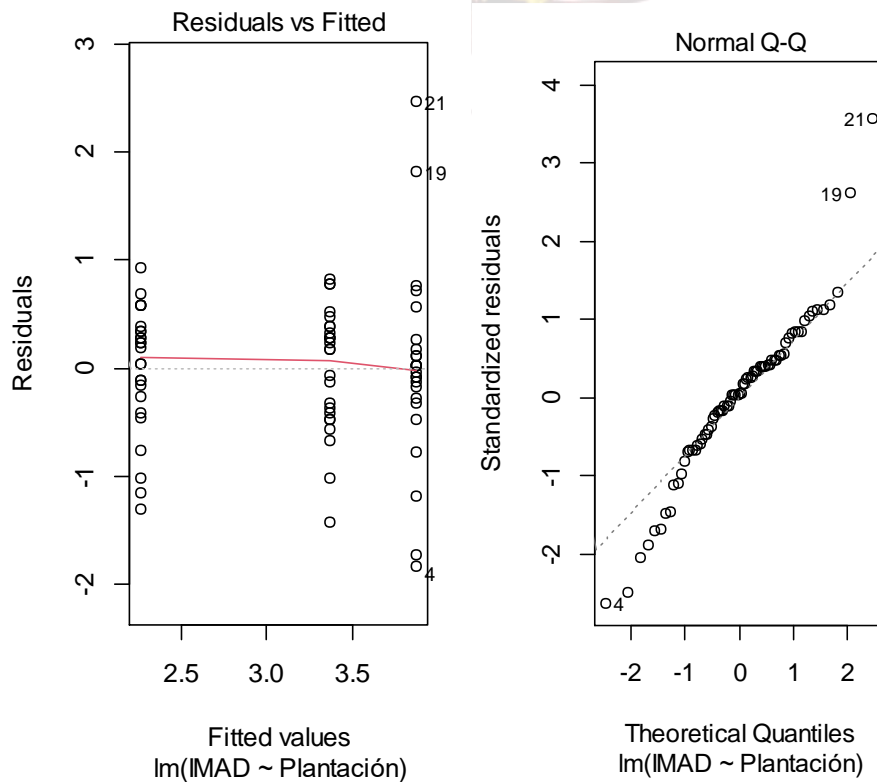 Residuals vs Fitted
3
2
1
0
-1
-2
Residuals
21
19
4
2.5 3.0 3.5
Fitted values
lm(IMAD ~ Plantación)
Normal Q-Q
4
3
2
1
0
-1
-2
Standardized residuals
21
19
4
-2 -1 0 1 2
Theoretical Quantiles
lm(IMAD ~ Plantación)